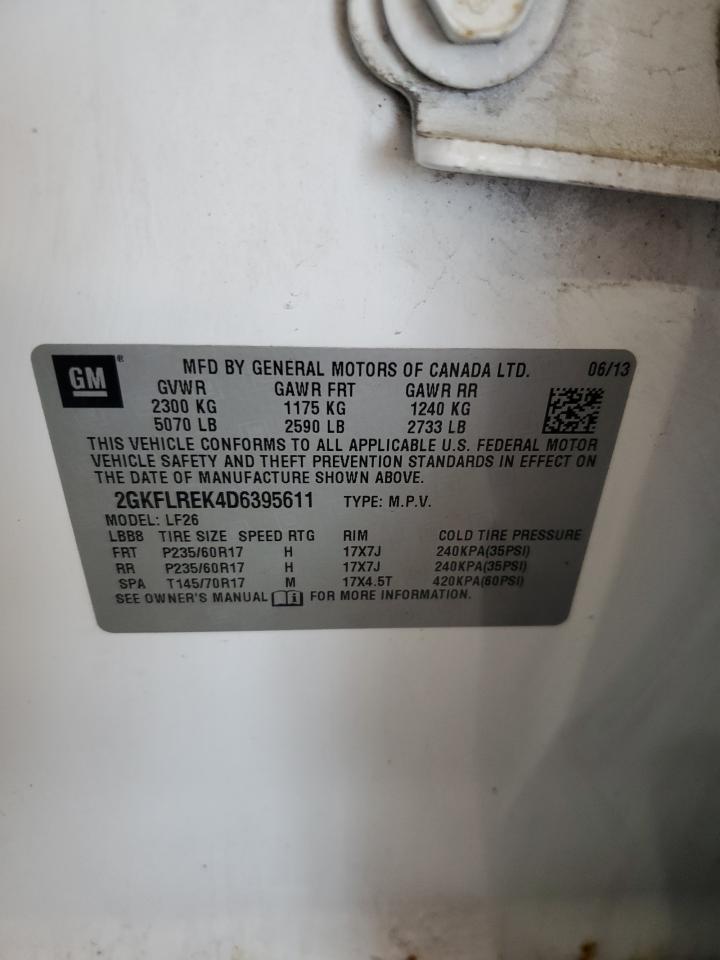 GM ® MFD BY GENERAL MOTORS OF CANADA LTD. 06/13
GVWR GAWR FRT GAWR RR
2300 KG 1175 KG 1240 KG
5070 LB 2590 LB 2733 LB
THIS VEHICLE CONFORMS TO ALL APPLICABLE U.S. FEDERAL MOTOR
VEHICLE SAFETY AND THEFT PREVENTION STANDARDS IN EFFECT ON
THE DATE OF MANUFACTURE SHOWN ABOVE.
2GKFLREK4D6395611 TYPE: M.P.V.
MODEL: LF26
LBB8 TIRE SIZE SPEED RTG RIM COLD TIRE PRESSURE
FRT P235/60R17 H 17X7J 240KPA(35PSI)
RR P235/60R17 H 17X7J 240KPA(35PSI)
SPA T145/70R17 M 17X4.5T 420KPA(60PSI)
SEE OWNER'S MANUAL i FOR MORE INFORMATION.